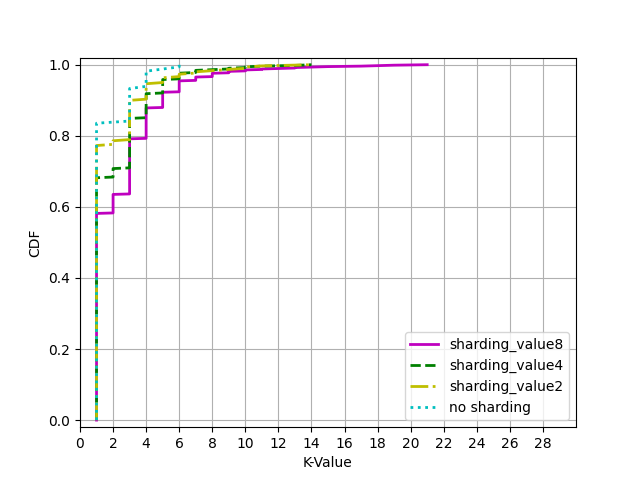 1.0
0.8
0.6
0.4
0.2
0.0
CDF
0 2 4 6 8 10 12 14 16 18 20 22 24 26 28
K-Value
sharding_value8
sharding_value4
sharding_value2
no sharding